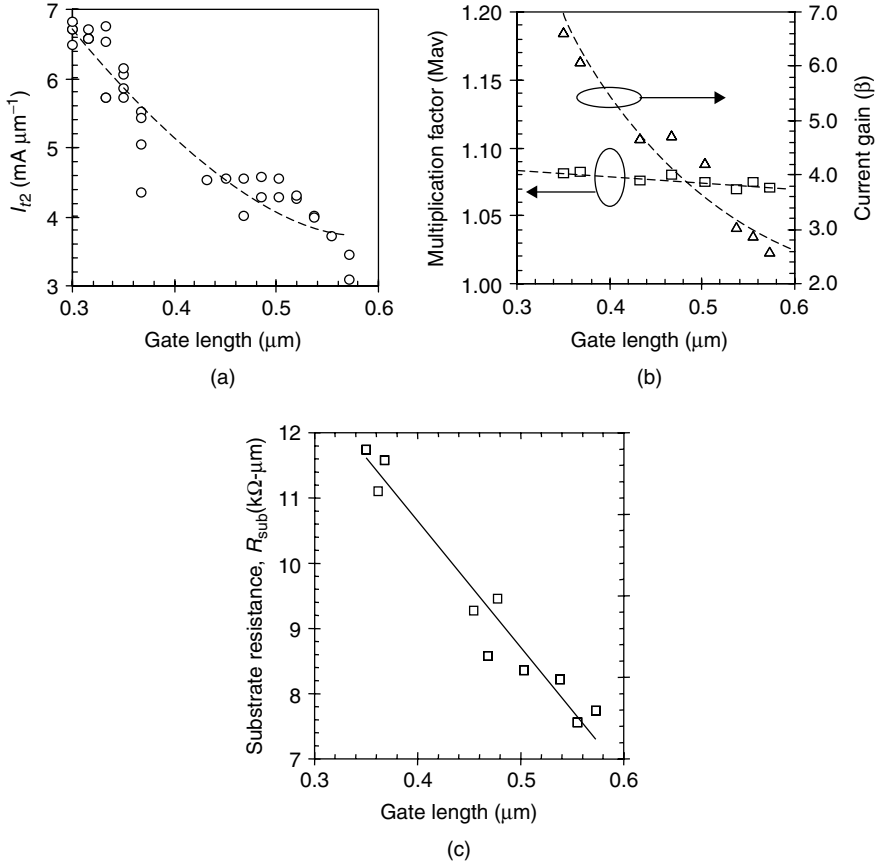 7
6
5
4
3
0.3 0.4 0.5 0.6
I_{t2} (mA μm⁻¹)
Gate length (μm)
(a)
1.20
1.15
1.10
1.05
1.00
0.3 0.4 0.5 0.6
Multiplication factor (Mav)
7.0
6.0
5.0
4.0
3.0
2.0
Current gain (β)
Gate length (μm)
(b)
12
11
10
9
8
7
0.3 0.4 0.5 0.6
Substrate resistance, R_{sub}(kΩ-μm)
Gate length (μm)
(c)